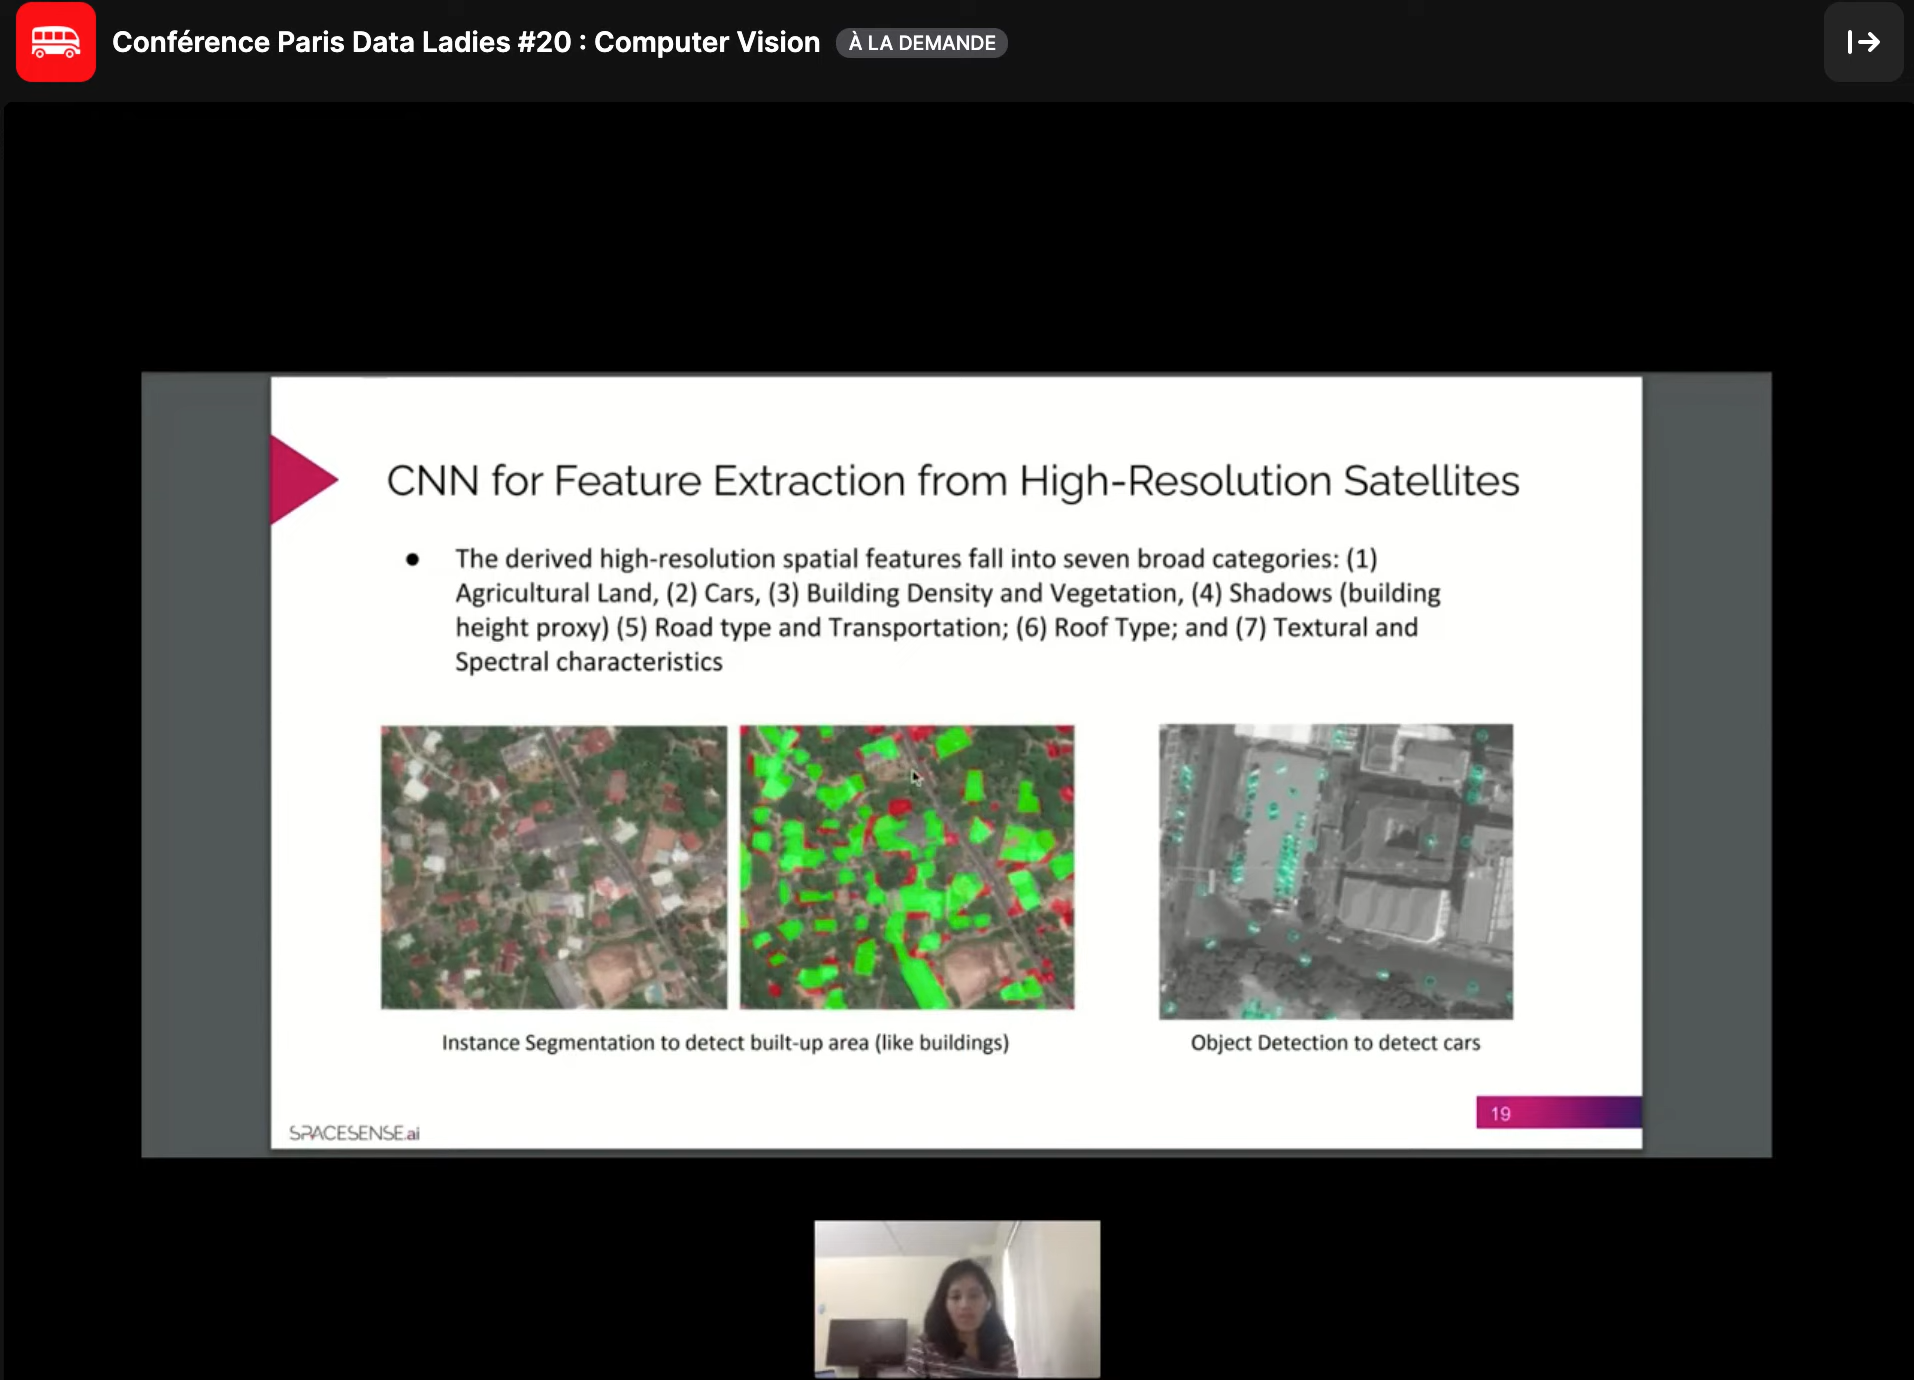 Conférence Paris Data Ladies #20 : Computer Vision À LA DEMANDE
CNN for Feature Extraction from High-Resolution Satellites
● The derived high-resolution spatial features fall into seven broad categories: (1)
Agricultural Land, (2) Cars, (3) Building Density and Vegetation, (4) Shadows (building
height proxy) (5) Road type and Transportation; (6) Roof Type; and (7) Textural and
Spectral characteristics
Instance Segmentation to detect built-up area (like buildings)
Object Detection to detect cars
19
SPACESENSE.ai